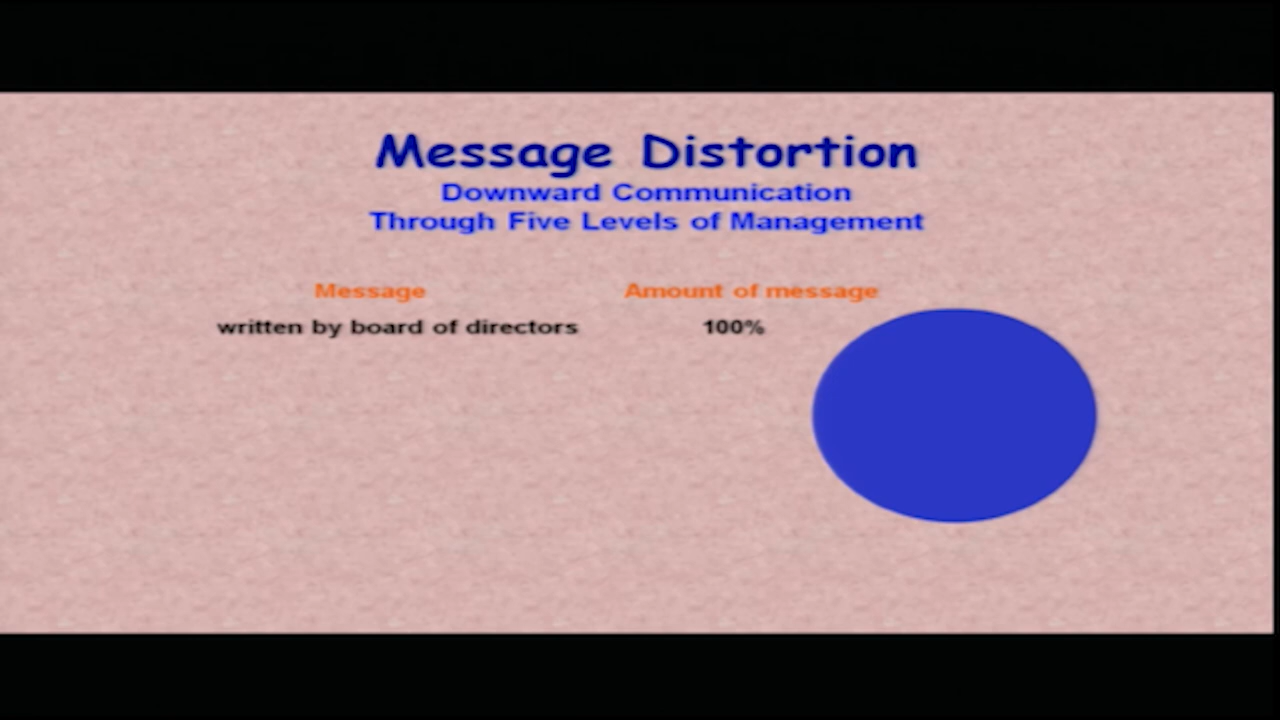 Message Distortion
Downward Communication
Through Five Levels of Management
Message Amount of message
written by board of directors 100%